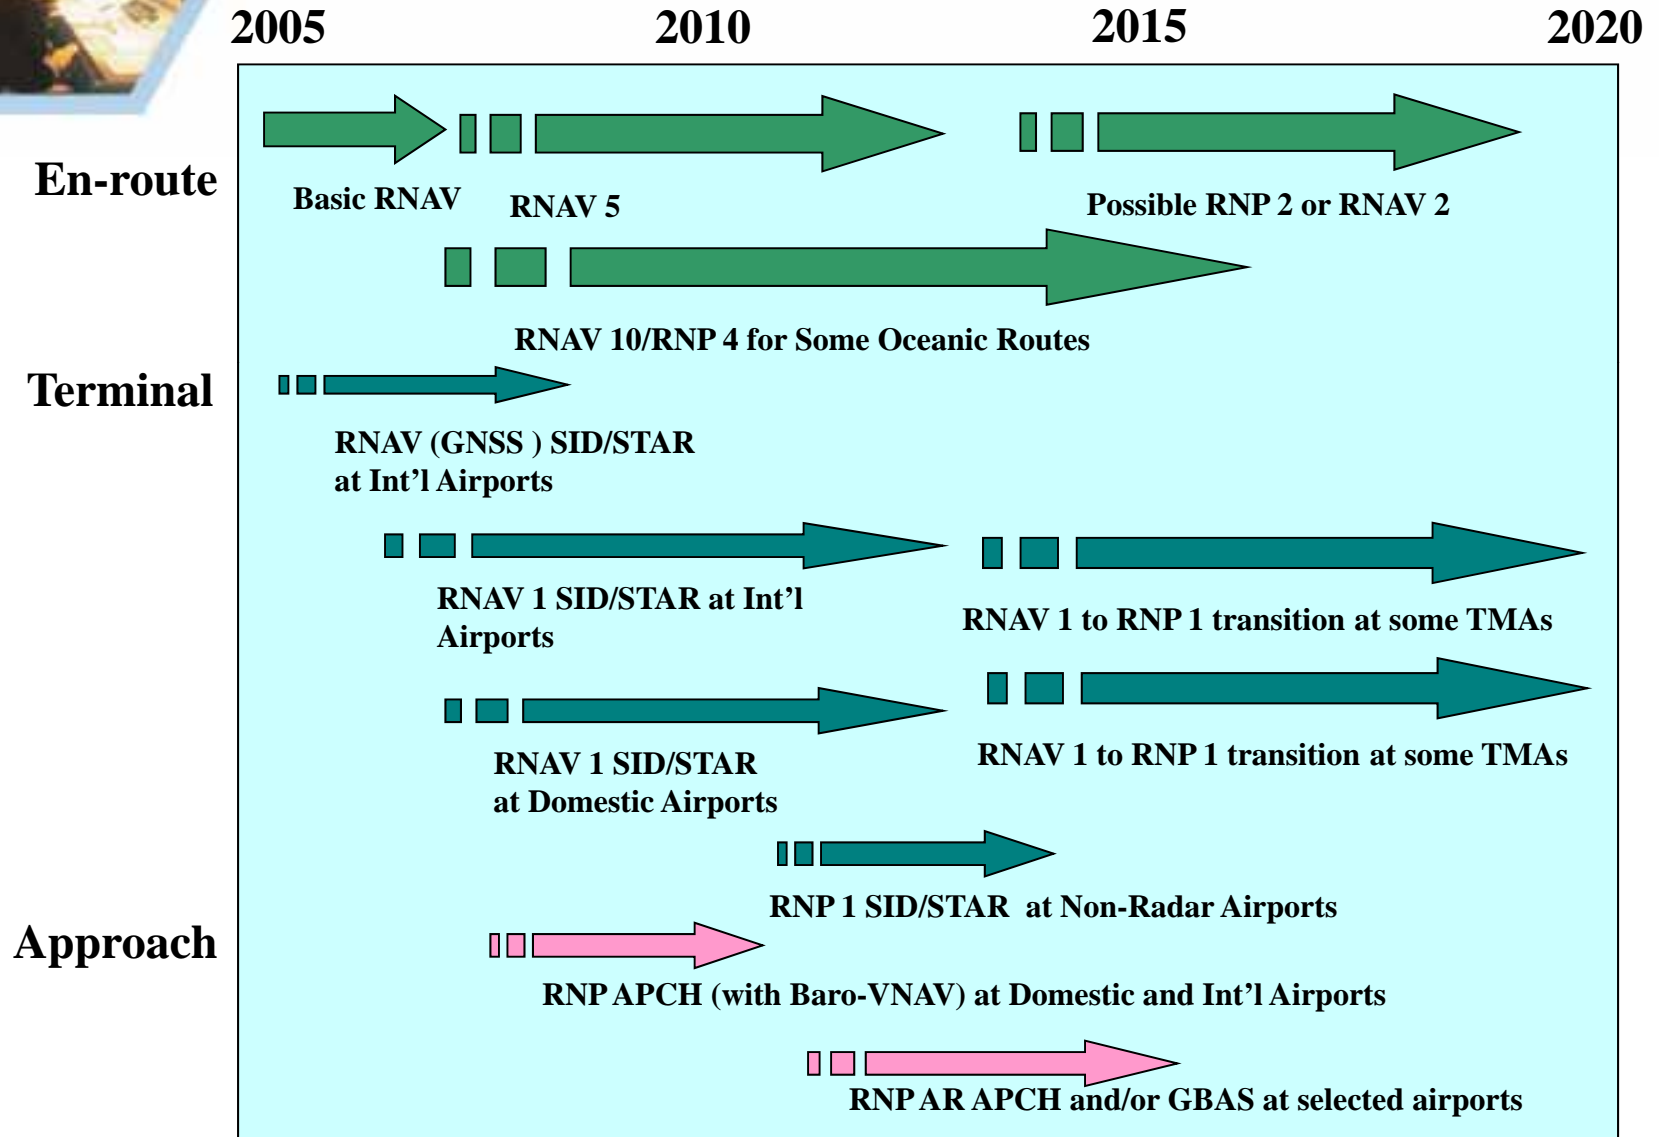 2005 2010 2015 2020
En-route
Basic RNAV
RNAV 5
Possible RNP 2 or RNAV 2
RNAV 10/RNP 4 for Some Oceanic Routes
Terminal
RNAV (GNSS ) SID/STAR
at Int’l Airports
RNAV 1 SID/STAR at Int’l
Airports
RNAV 1 to RNP 1 transition at some TMAs
RNAV 1 SID/STAR
at Domestic Airports
RNAV 1 to RNP 1 transition at some TMAs
RNP 1 SID/STAR at Non-Radar Airports
Approach
RNP APCH (with Baro-VNAV) at Domestic and Int’l Airports
RNP AR APCH and/or GBAS at selected airports